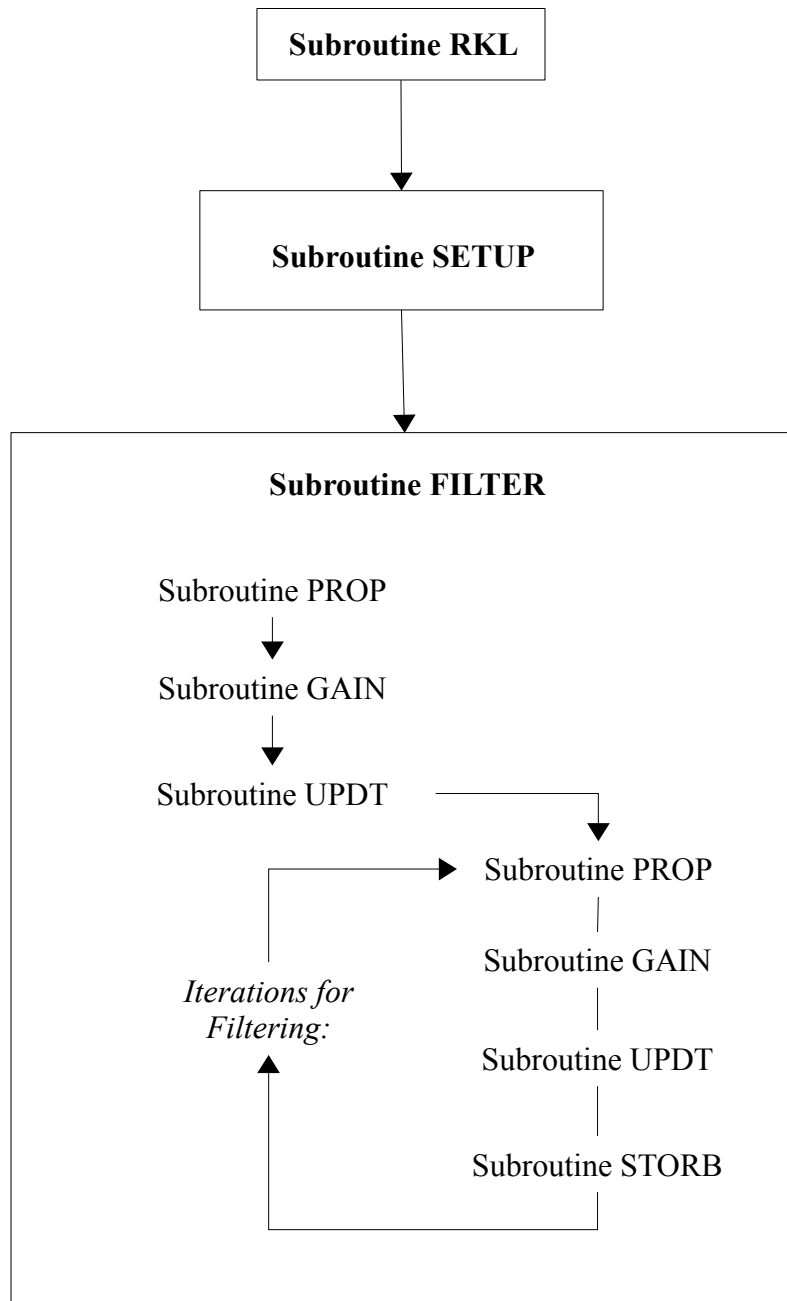 Subroutine RKL
Subroutine SETUP
Subroutine FILTER
Subroutine PROP
Subroutine GAIN
Subroutine UPDT
Subroutine PROP
Subroutine GAIN
Iterations for
Filtering:
Subroutine UPDT
Subroutine STORB